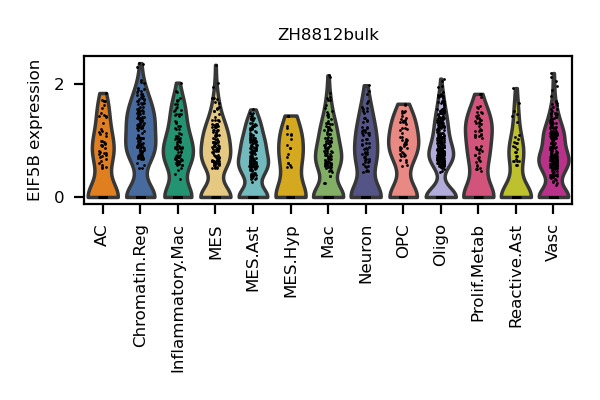 ZH8812bulk
EIF5B expression
2
0
AC
Chromatin.Reg
Inflammatory.Mac
MES
MES.Ast
MES.Hyp
Mac
Neuron
OPC
Oligo
Prolif.Metab
Reactive.Ast
Vasc